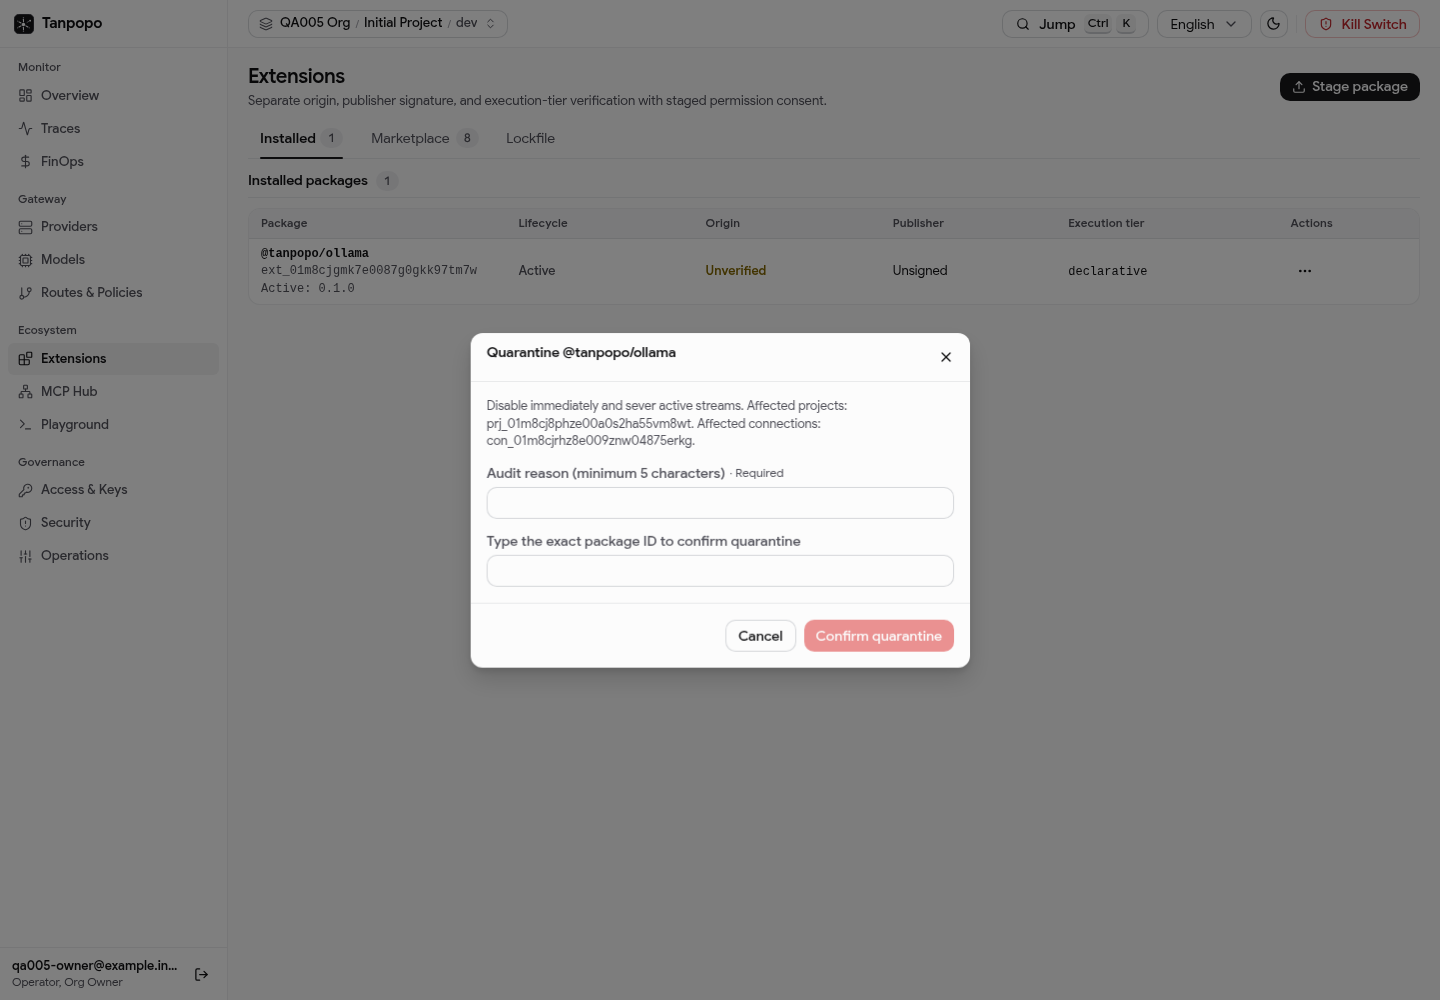 Tanpopo
QA005 Org / Initial Project / dev
Jump Ctrl K
English
Kill Switch
Monitor
Overview
Traces
FinOps
Gateway
Providers
Models
Routes & Policies
Ecosystem
Extensions
MCP Hub
Playground
Governance
Access & Keys
Security
Operations
qa005-owner@example.in...
Operator, Org Owner
Extensions
Separate origin, publisher signature, and execution-tier verification with staged permission consent.
Stage package
Installed 1 Marketplace 8 Lockfile
Installed packages 1
Package Lifecycle Origin Publisher Execution tier Actions
@tanpopo/ollama
ext_01m8cjgmk7e0087g0gkk97tm7w
Active: 0.1.0
Active Unverified Unsigned declarative
Quarantine @tanpopo/ollama
Disable immediately and sever active streams. Affected projects:
prj_01m8cj8phze00a0s2ha55vm8wt. Affected connections:
con_01m8cjrhz8e009znw04875erkg.
Audit reason (minimum 5 characters) · Required
Type the exact package ID to confirm quarantine
Cancel
Confirm quarantine